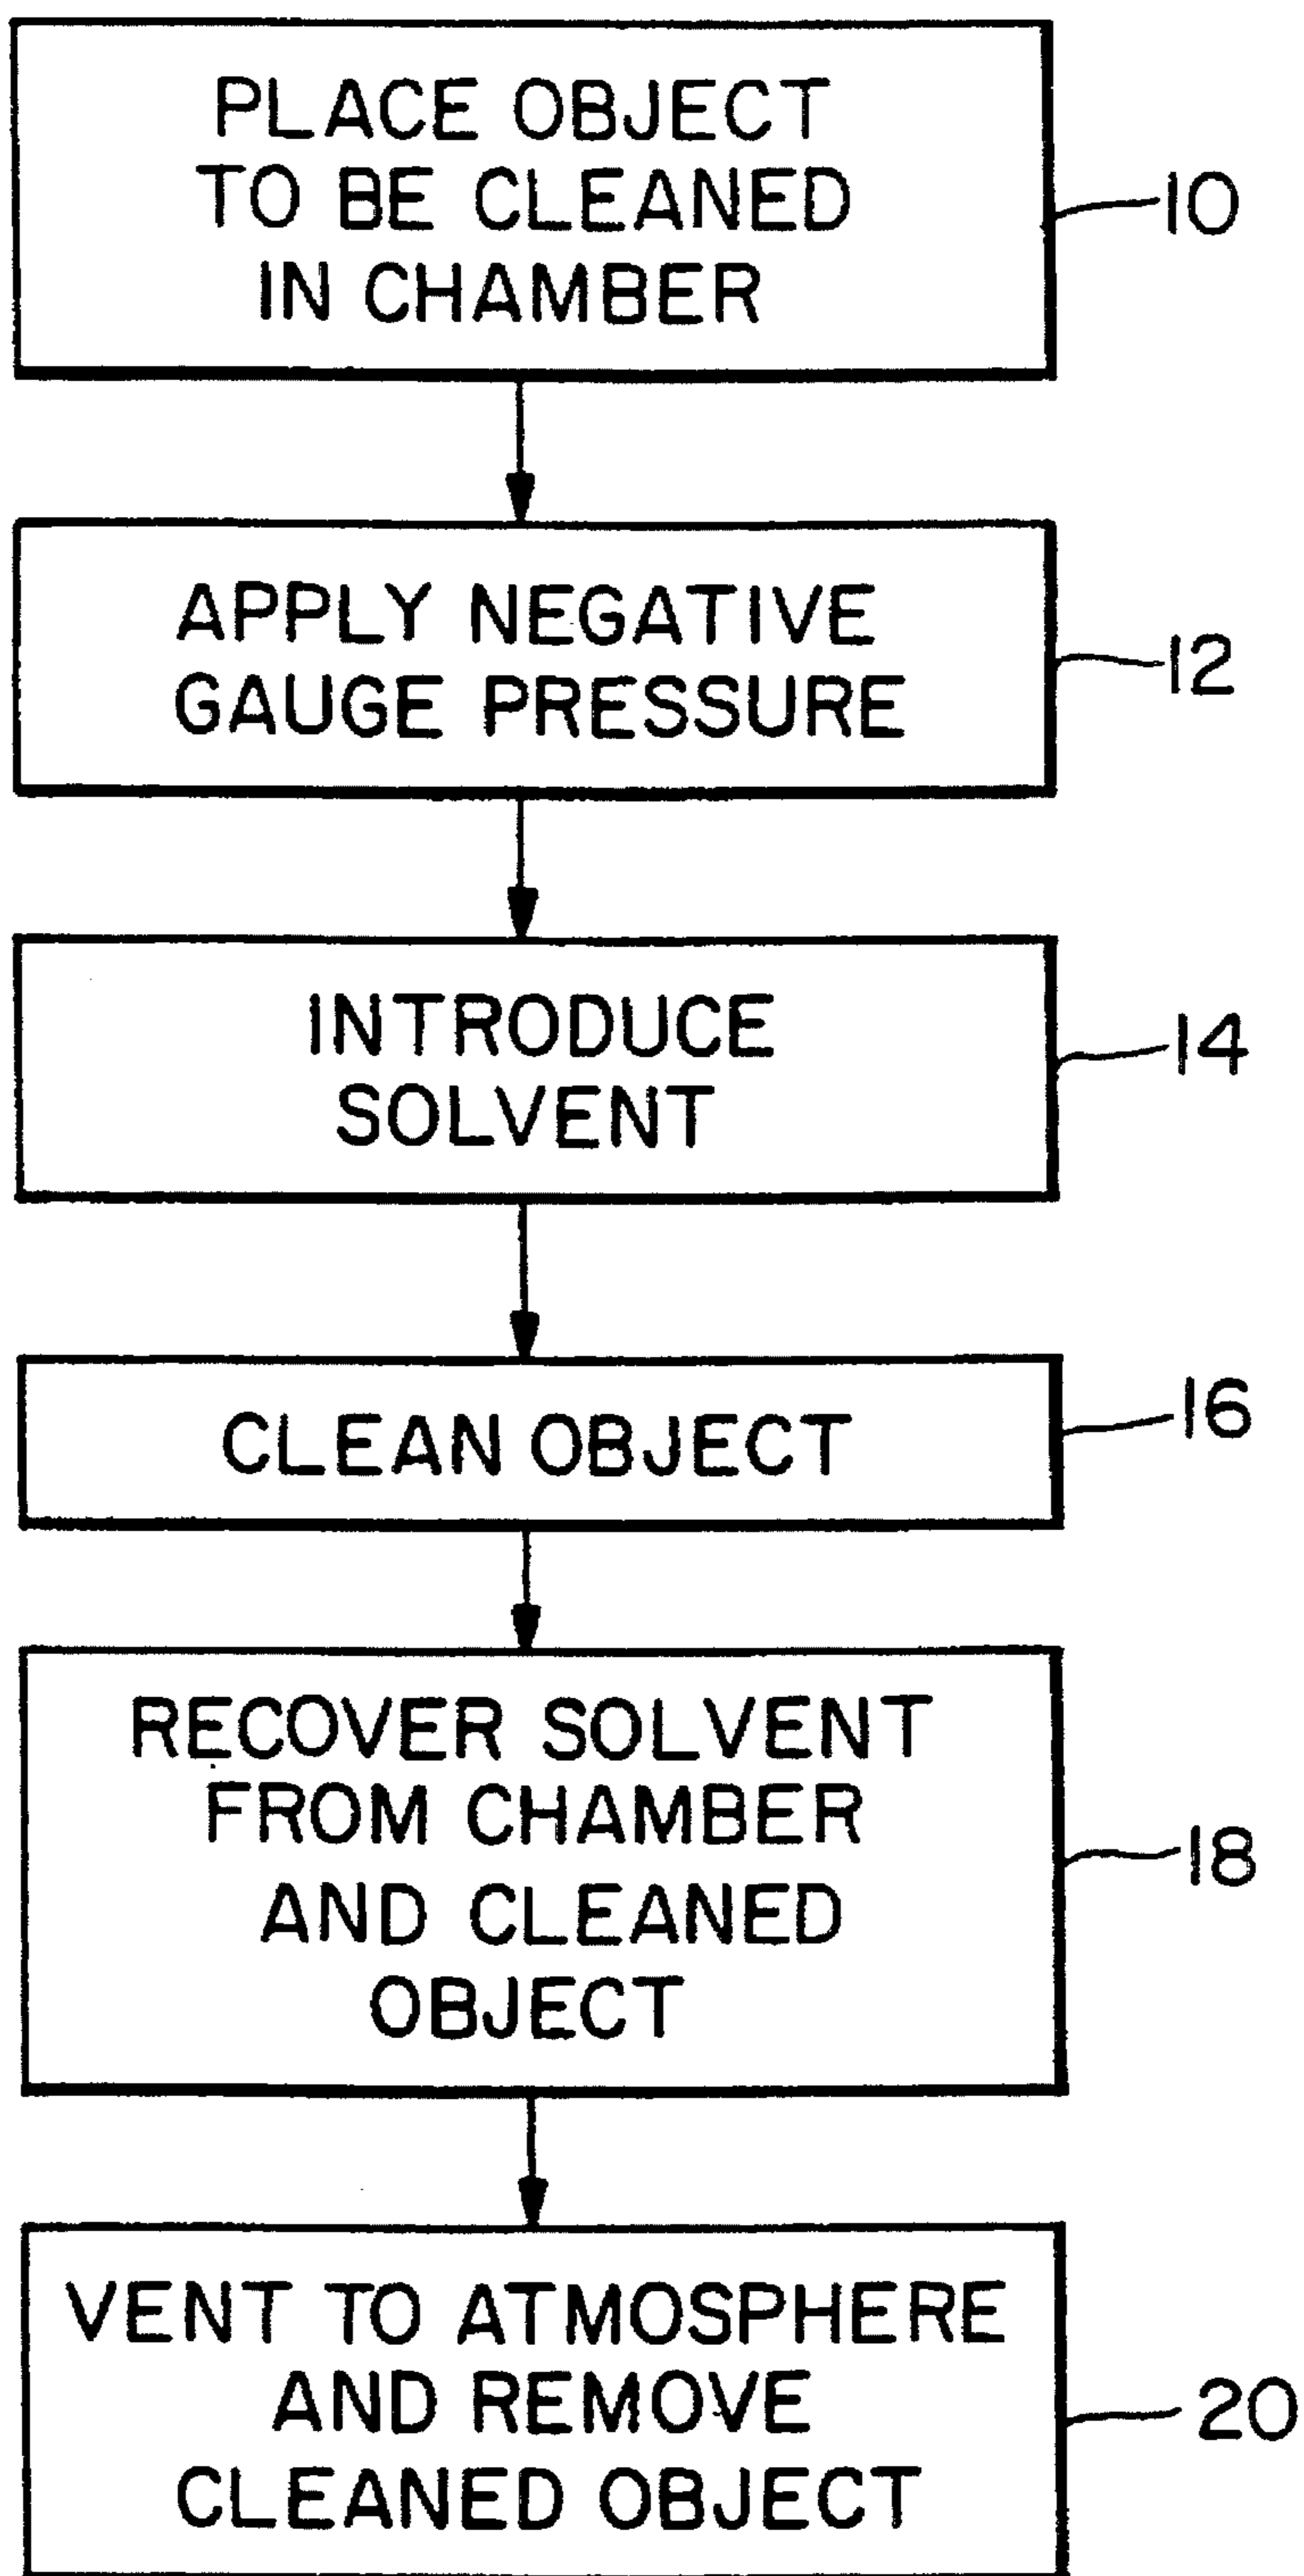 PLACE OBJECT
TO BE CLEANED
IN CHAMBER
10
APPLY NEGATIVE
GAUGE PRESSURE
12
INTRODUCE
SOLVENT
14
CLEAN OBJECT
16
RECOVER SOLVENT
FROM CHAMBER
AND CLEANED
OBJECT
18
VENT TO ATMOSPHERE
AND REMOVE
CLEANED OBJECT
20